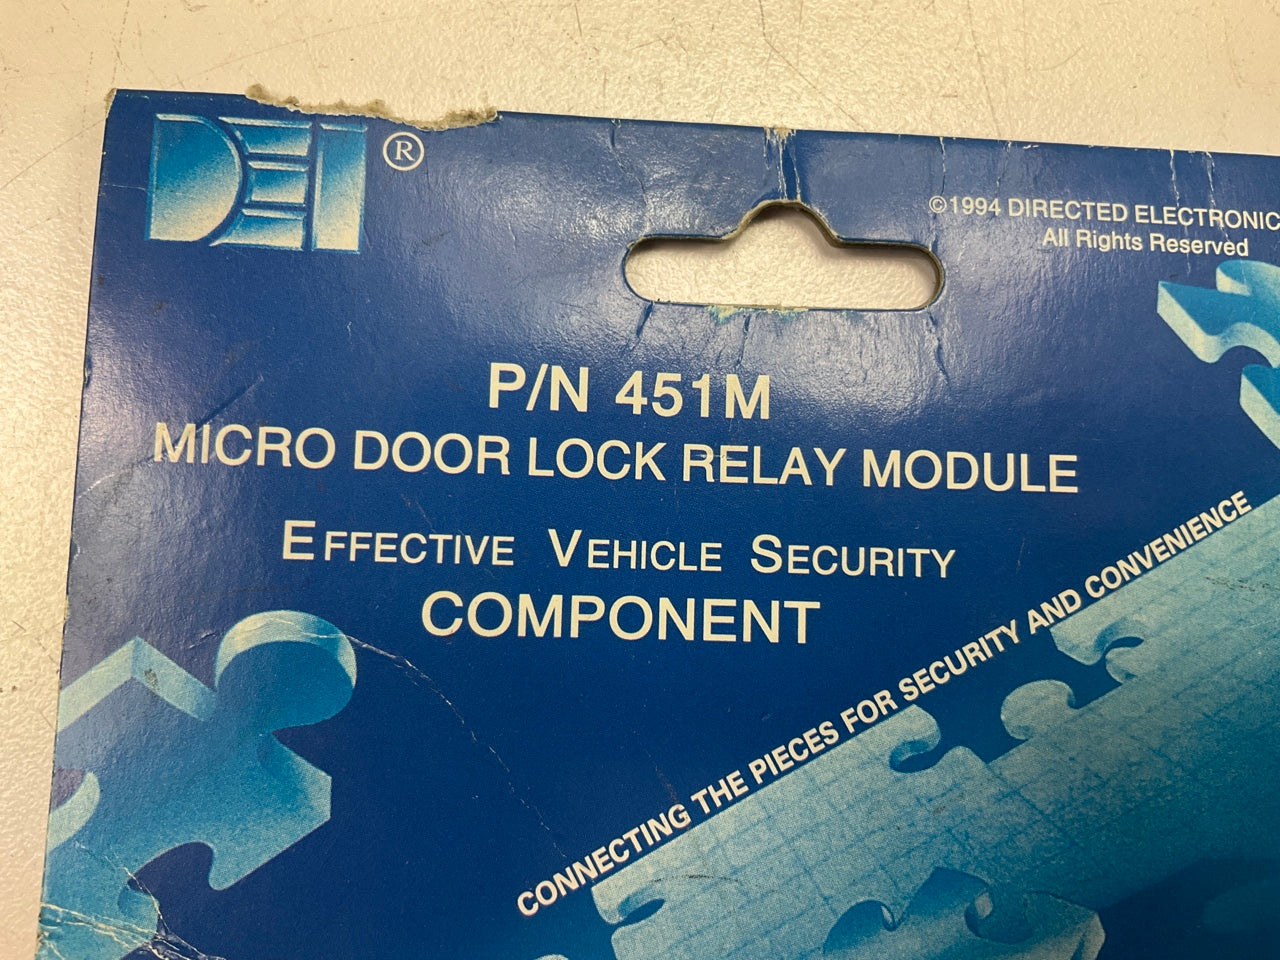 DEI®
©1994 DIRECTED ELECTRONIC
All Rights Reserved
P/N 451M
MICRO DOOR LOCK RELAY MODULE
EFFECTIVE VEHICLE SECURITY
COMPONENT
CONNECTING THE PIECES FOR SECURITY AND CONVENIENCE